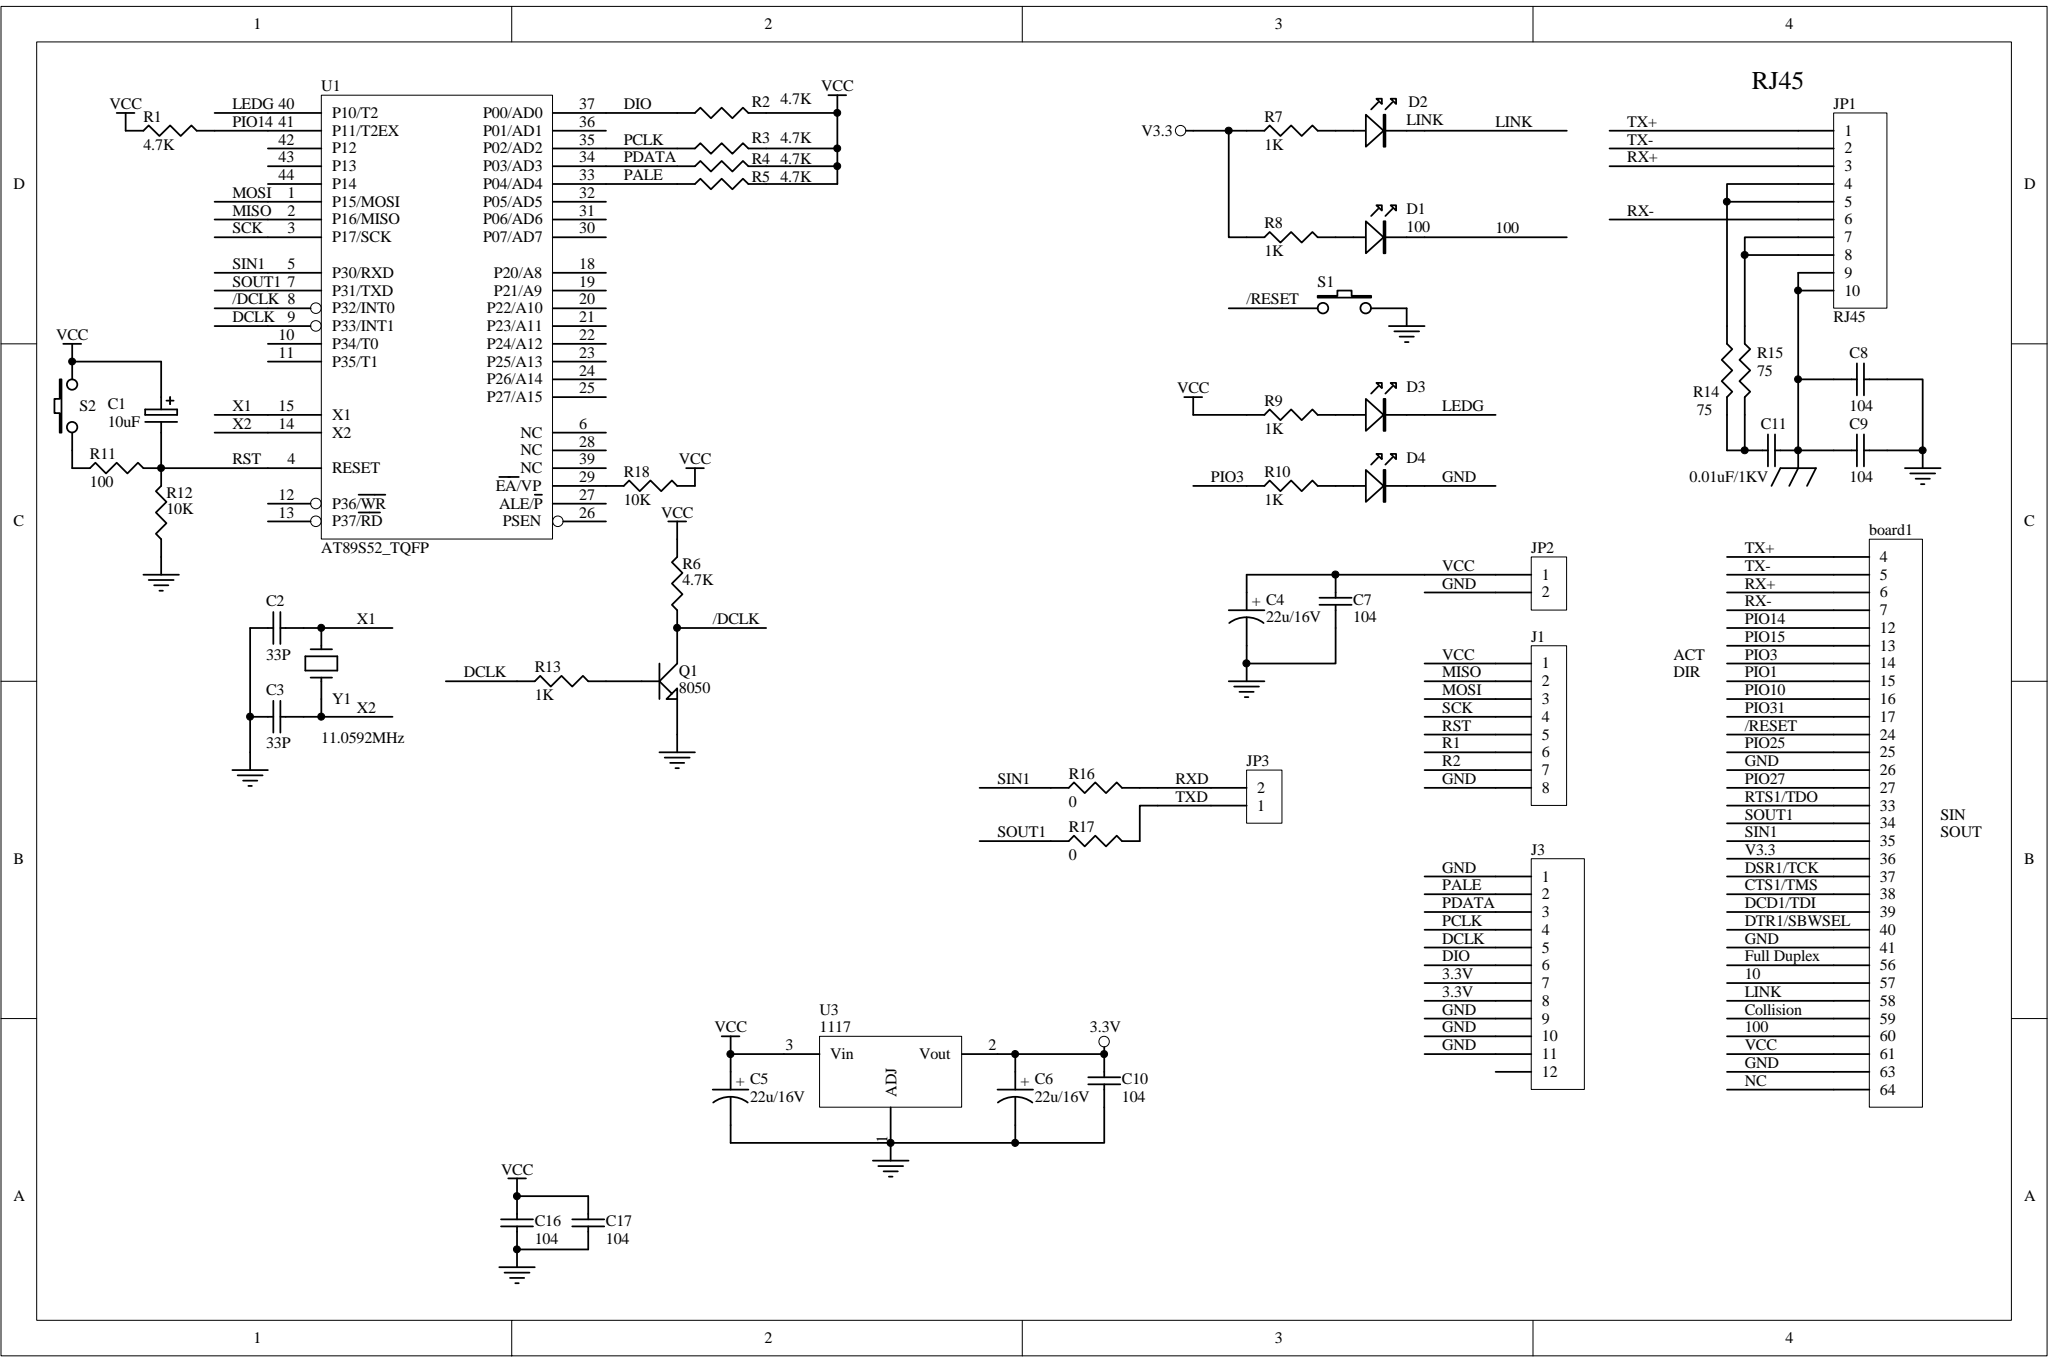 1 2 3 4
D
C
B
A
D
C
B
A
1 2 3 4
U1
VCC
R1
4.7K
LEDG 40 P10/T2
PIO14 41 P11/T2EX
42 P12
43 P13
44 P14
MOSI 1 P15/MOSI
MISO 2 P16/MISO
SCK 3 P17/SCK
SIN1 5 P30/RXD
SOUT1 7 P31/TXD
/DCLK 8 P32/INT0
DCLK 9 P33/INT1
10 P34/T0
11 P35/T1
X1 15 X1
X2 14 X2
RST 4 RESET
12 P36/WR
13 P37/RD
AT89S52_TQFP
P00/AD0 37 DIO R2 4.7K
P01/AD1 36
P02/AD2 35 PCLK R3 4.7K
P03/AD3 34 PDATA R4 4.7K
P04/AD4 33 PALE R5 4.7K
P05/AD5 32
P06/AD6 31
P07/AD7 30
VCC
P20/A8 18
P21/A9 19
P22/A10 20
P23/A11 21
P24/A12 22
P25/A13 23
P26/A14 24
P27/A15 25
NC 6
NC 28
NC 39
EA/VP 29
ALE/P 27
PSEN 26
R18
10K
VCC
VCC
S2
C1
10uF
+
R11
100
R12
10K
C2
33P
X1
C3
33P
Y1
X2
11.0592MHz
VCC
R6
4.7K
/DCLK
DCLK
R13
1K
Q1
8050
V3.3
R7
1K
D2
LINK
LINK
R8
1K
D1
100
100
S1
/RESET
VCC
R9
1K
D3
LEDG
PIO3
R10
1K
D4
GND
RJ45
JP1
TX+ 1
TX- 2
RX+ 3
4
5
RX- 6
7
8
9
10
RJ45
R14
75
R15
75
C8
104
C11
0.01uF/1KV
C9
104
JP2
VCC 1
GND 2
+ C4
22u/16V
C7
104
J1
VCC 1
MISO 2
MOSI 3
SCK 4
RST 5
R1 6
R2 7
GND 8
SIN1
R16
0
RXD
TXD
JP3
2
1
SOUT1
R17
0
J3
GND 1
PALE 2
PDATA 3
PCLK 4
DCLK 5
DIO 6
3.3V 7
3.3V 8
GND 9
GND 10
GND 11
12
board1
TX+ 4
TX- 5
RX+ 6
RX- 7
PIO14 12
PIO15 13
ACT PIO3 14
DIR PIO1 15
PIO10 16
PIO31 17
/RESET 24
PIO25 25
GND 26
PIO27 27
RTS1/TDO 33
SOUT1 34
SIN1 35
V3.3 36
DSR1/TCK 37
CTS1/TMS 38
DCD1/TDI 39
DTR1/SBWSEL 40
GND 41
Full Duplex 56
10 57
LINK 58
Collision 59
100 60
VCC 61
GND 63
NC 64
SIN
SOUT
U3
1117
VCC
3 Vin
Vout 2
ADJ
1
3.3V
+ C5
22u/16V
+ C6
22u/16V
C10
104
VCC
C16
104
C17
104